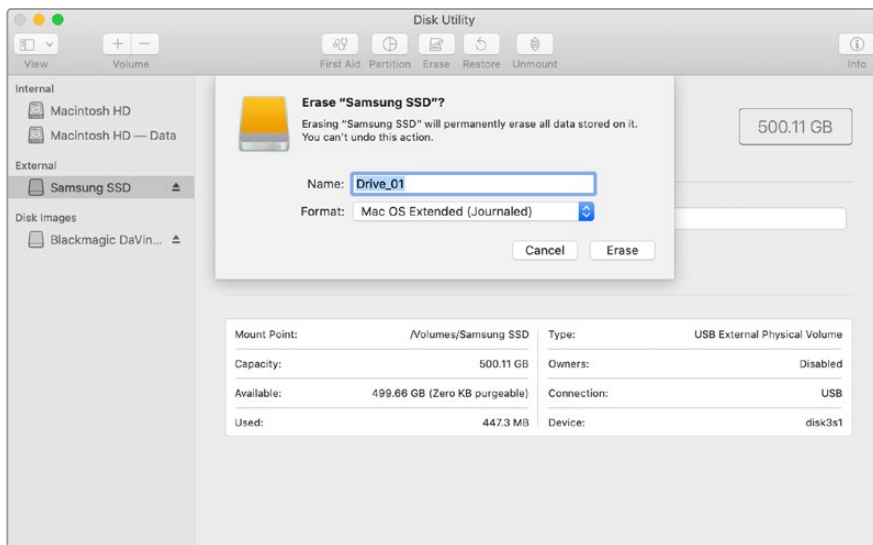 Disk Utility
View
Volume
First Aid Partition Erase Restore Unmount
Info
Internal
Macintosh HD
Macintosh HD — Data
External
Samsung SSD
Disk Images
Blackmagic DaVin...
Erase “Samsung SSD”?
Erasing “Samsung SSD” will permanently erase all data stored on it.
You can’t undo this action.
Name: Drive_01
Format: Mac OS Extended (Journaled)
Cancel Erase
500.11 GB
Mount Point: /Volumes/Samsung SSD Type: USB External Physical Volume
Capacity: 500.11 GB Owners: Disabled
Available: 499.66 GB (Zero KB purgeable) Connection: USB
Used: 447.3 MB Device: disk3s1